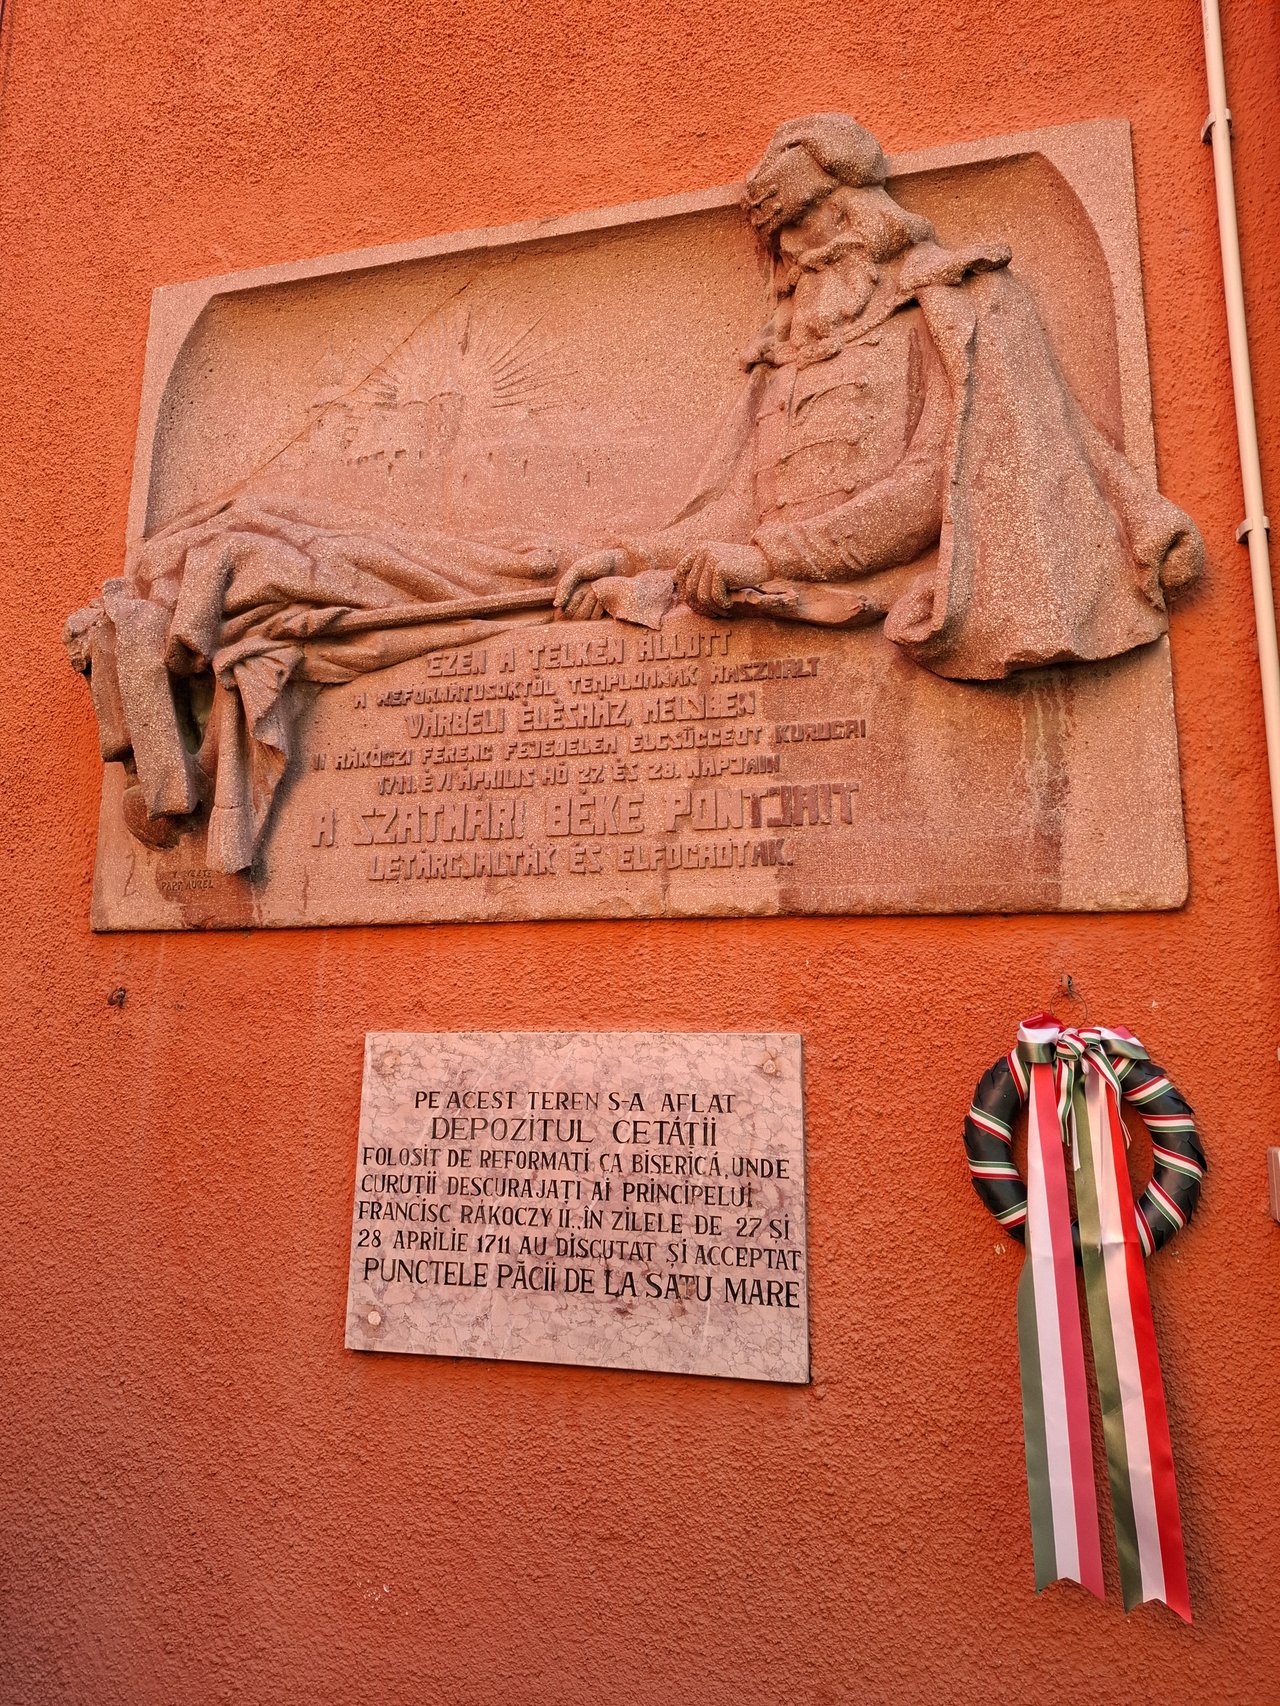 EZEN A TELKEN ÁLLOTT
A REFORMÁTUSOKTÓL TEMPLOMNAK HASZNÁLT
VÁRBELI ÉLÉSHÁZ, MELYBEN
II RÁKÓCZI FERENC FEJEDELEM ELCSÜGGEDT KURUCAI
1711. ÉVI ÁPRILIS HÓ 27. ÉS 28. NAPJAIN
A SZATMÁRI BÉKE PONTJAIT
LETÁRGYALTÁK ÉS ELFOGADTÁK.
PAPP AUREL
PE ACEST TEREN S-A AFLAT
DEPOZITUL CETĂȚII
FOLOSIT DE REFORMAȚI CA BISERICĂ, UNDE
CURUȚII DESCURAJAȚI AI PRINCIPELUI
FRANCISC RÁKOCZY II., ÎN ZILELE DE 27 ȘI
28 APRILIE 1711 AU DISCUTAT ȘI ACCEPTAT
PUNCTELE PĂCII DE LA SATU MARE